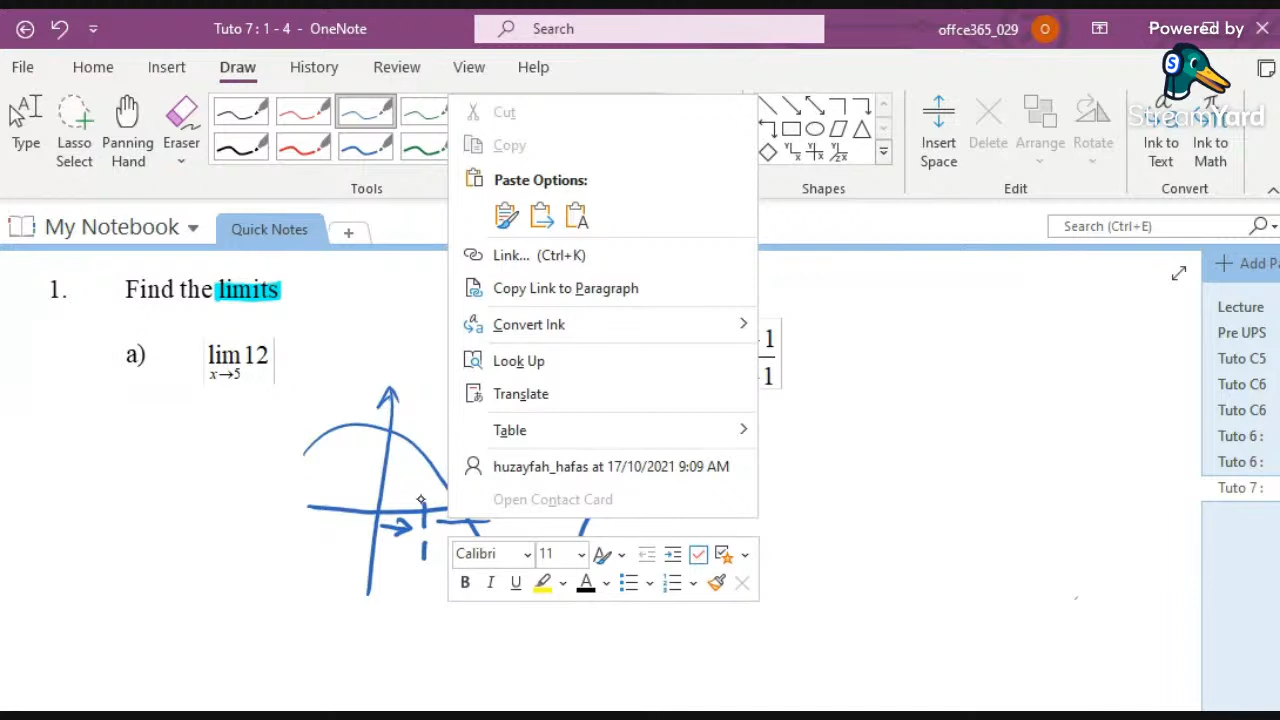 Tuto 7 : 1 - 4 - OneNote
Search
offce365_029
O
Powered by
StreamYard
File
Home
Insert
Draw
History
Review
View
Help
Type
Lasso
Select
Panning
Hand
Eraser
Tools
Shapes
Insert
Space
Delete
Arrange
Rotate
Edit
Ink to
Text
Ink to
Math
Convert
My Notebook
Quick Notes
Search (Ctrl+E)
Cut
Copy
Paste Options:
Link... (Ctrl+K)
Copy Link to Paragraph
Convert Ink
Look Up
Translate
Table
huzayfah_hafas at 17/10/2021 9:09 AM
Open Contact Card
Calibri
11
B I U
A
1. Find the limits
a) lim 12
x→5
1
1
1
Add Pa
Lecture
Pre UPS
Tuto C5
Tuto C6
Tuto C6
Tuto 6 :
Tuto 6 :
Tuto 7 :